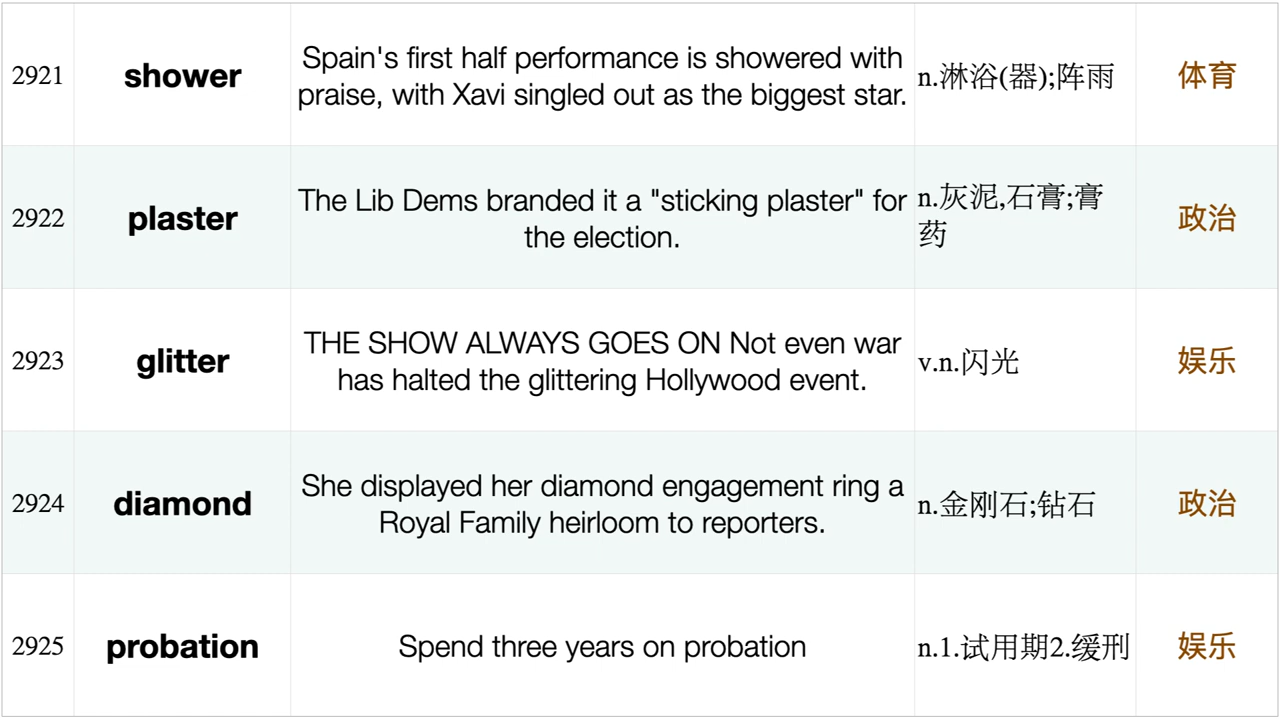 2921
shower
Spain's first half performance is showered with
praise, with Xavi singled out as the biggest star.
n.淋浴(器);阵雨
体育
2922
plaster
The Lib Dems branded it a "sticking plaster" for
the election.
n.灰泥,石膏;膏
药
政治
2923
glitter
THE SHOW ALWAYS GOES ON Not even war
has halted the glittering Hollywood event.
v.n.闪光
娱乐
2924
diamond
She displayed her diamond engagement ring a
Royal Family heirloom to reporters.
n.金刚石;钻石
政治
2925
probation
Spend three years on probation
n.1.试用期2.缓刑
娱乐